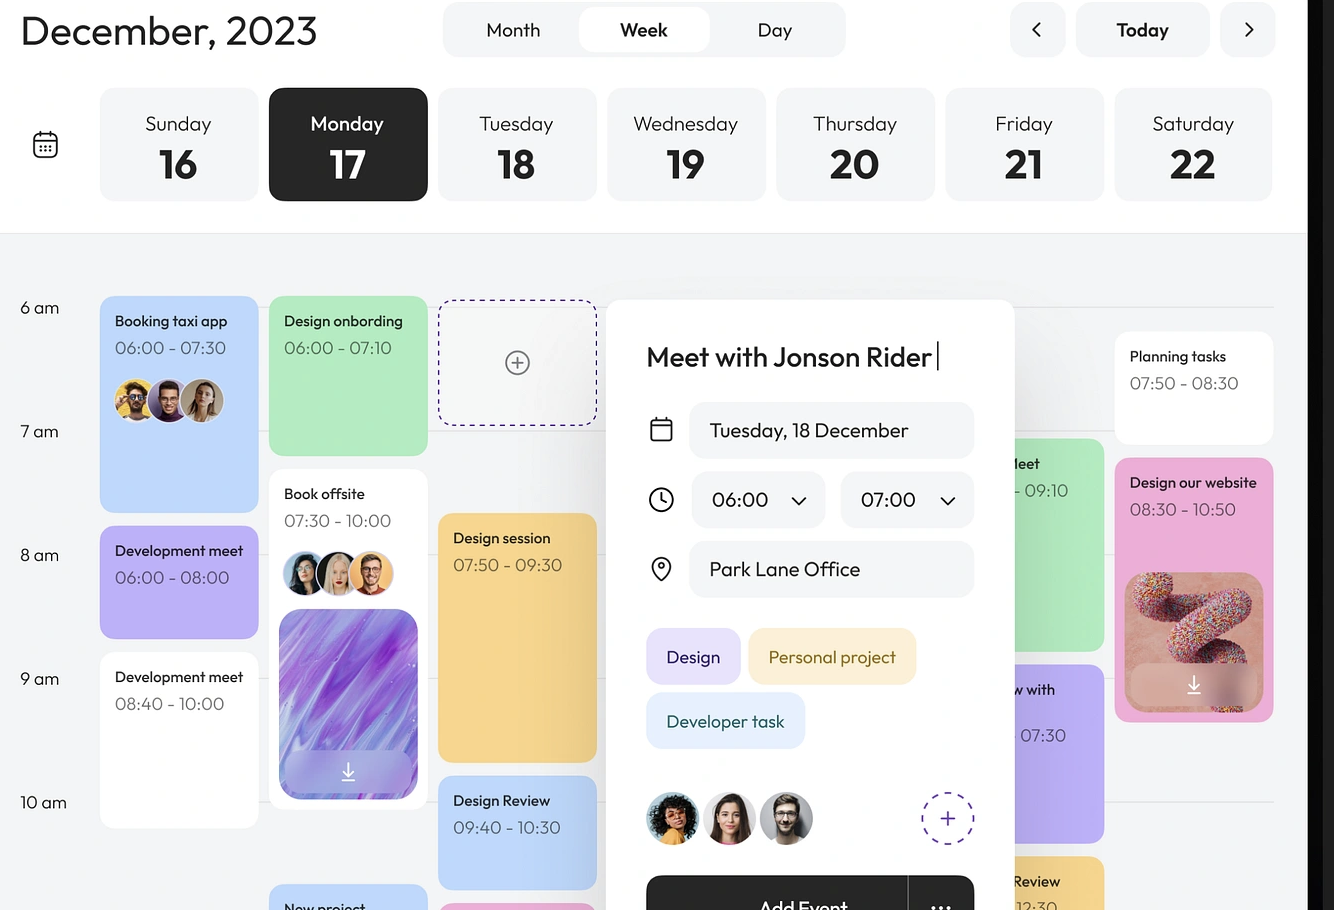 December, 2023
Month
Week
Day
Today
Sunday
16
Monday
17
Tuesday
18
Wednesday
19
Thursday
20
Friday
21
Saturday
22
6 am
7 am
8 am
9 am
10 am
Booking taxi app
06:00 - 07:30
Development meet
06:00 - 08:00
Development meet
08:40 - 10:00
Design onbording
06:00 - 07:10
Book offsite
07:30 - 10:00
New project
Design session
07:50 - 09:30
Design Review
09:40 - 10:30
Meet with Jonson Rider
Tuesday, 18 December
06:00
07:00
Park Lane Office
Design
Personal project
Developer task
Add Event
- 09:10
with
07:30
Review
12:30
Planning tasks
07:50 - 08:30
Design our website
08:30 - 10:50